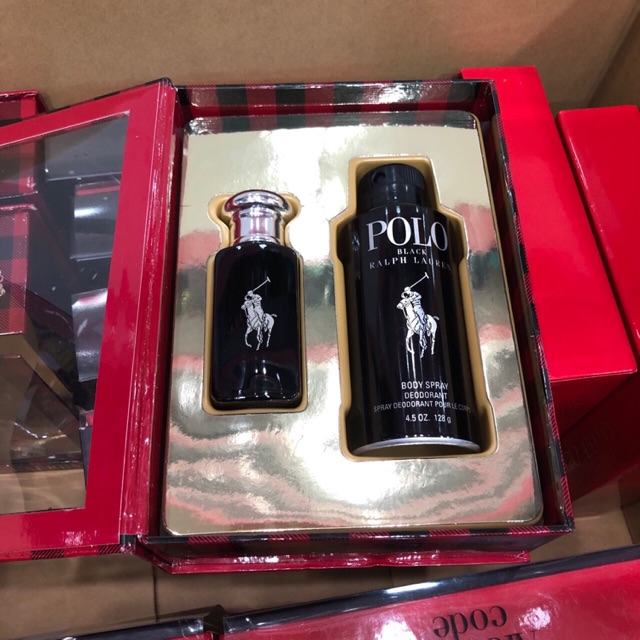 POLO
BLACK
RALPH LAUREN
BODY SPRAY
DEODORANT
SPRAY DEODORANT POUR LE CORPS
4.5 OZ. 128 g
code